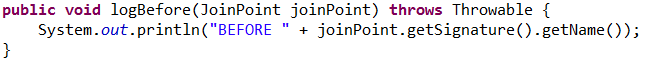 public void logBefore(JoinPoint joinPoint) throws Throwable {
    System.out.println("BEFORE " + joinPoint.getSignature().getName());
}